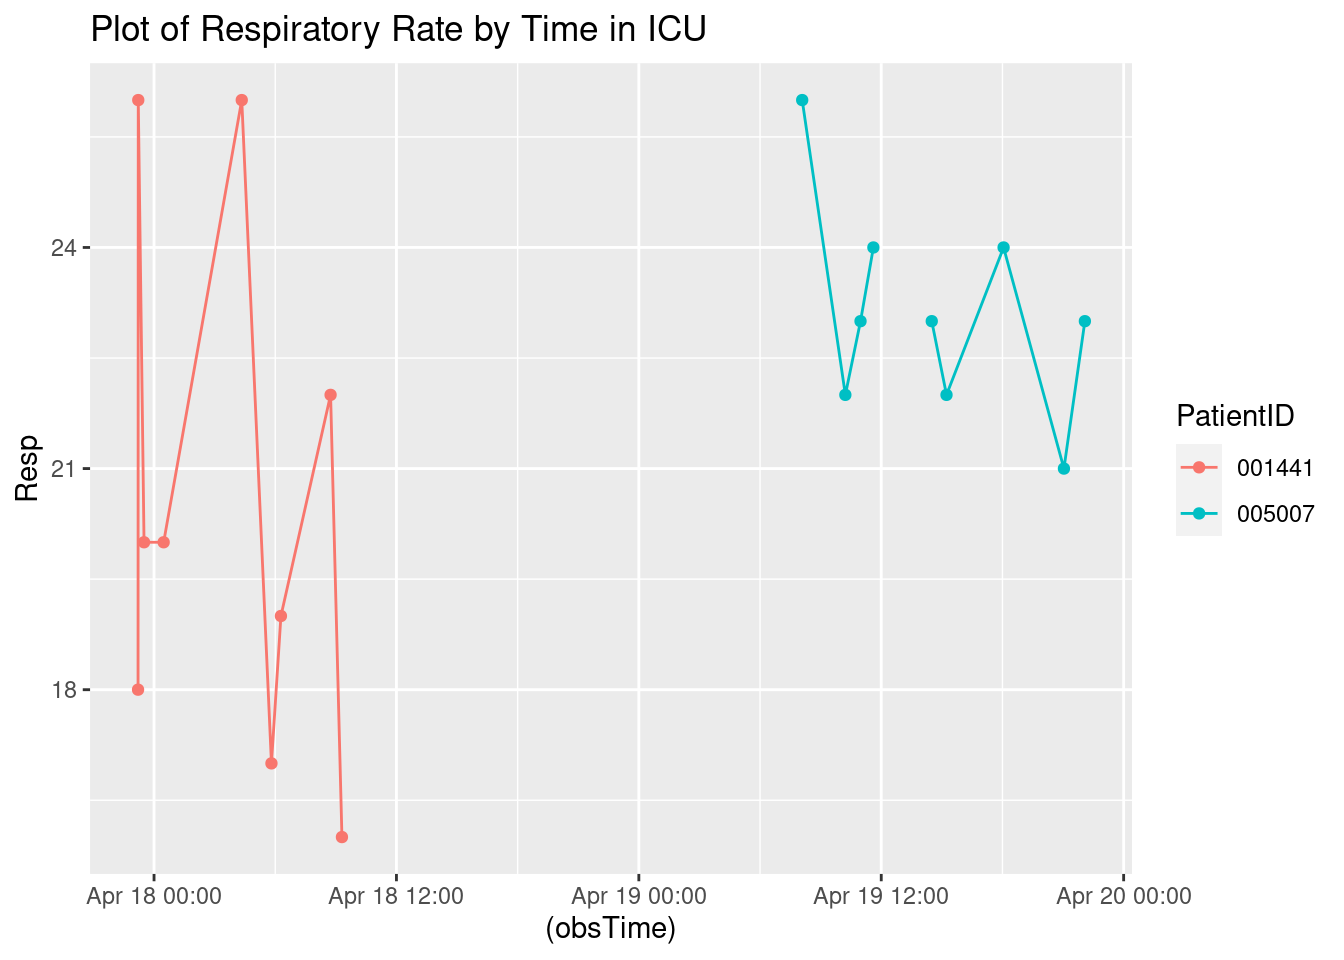 Plot of Respiratory Rate by Time in ICU
Resp
24
21
18
Apr 18 00:00
Apr 18 12:00
Apr 19 00:00
Apr 19 12:00
Apr 20 00:00
(obsTime)
PatientID
001441
005007